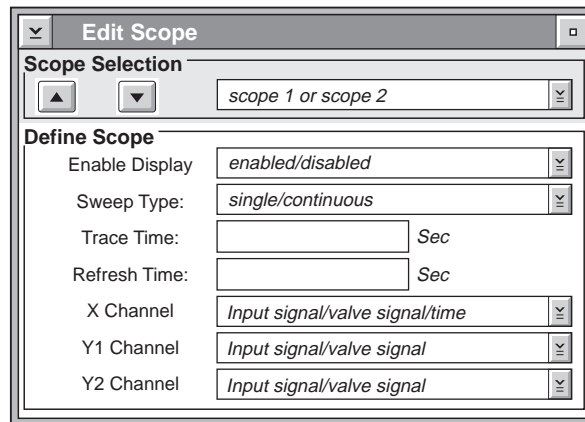 Edit Scope
Scope Selection
scope 1 or scope 2
Define Scope
Enable Display enabled/disabled
Sweep Type: single/continuous
Trace Time: Sec
Refresh Time: Sec
X Channel Input signal/valve signal/time
Y1 Channel Input signal/valve signal
Y2 Channel Input signal/valve signal